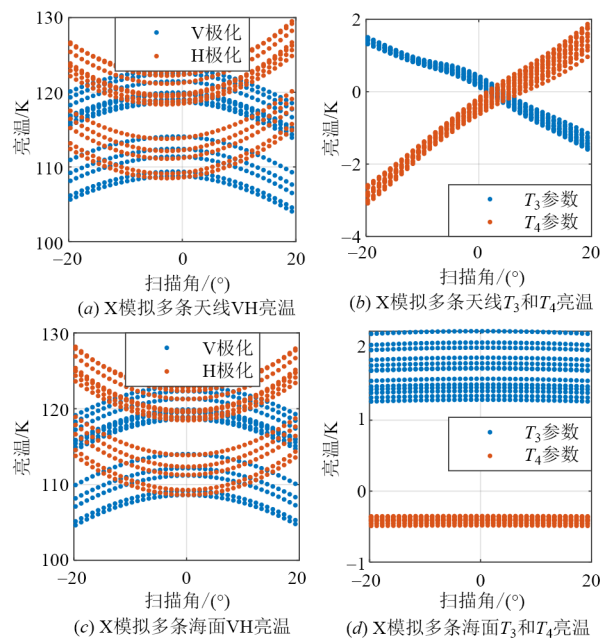 130
V极化
H极化
120
110
100
亮温/K
−20
0
20
扫描角/(°)
(a) X模拟多条天线VH亮温
2
0
−2
−4
亮温/K
T3参数
T4参数
−20
0
20
扫描角/(°)
(b) X模拟多条天线T3和T4亮温
130
V极化
H极化
120
110
100
亮温/K
−20
0
20
扫描角/(°)
(c) X模拟多条海面VH亮温
2
1
0
−1
亮温/K
T3参数
T4参数
−20
0
20
扫描角/(°)
(d) X模拟多条海面T3和T4亮温